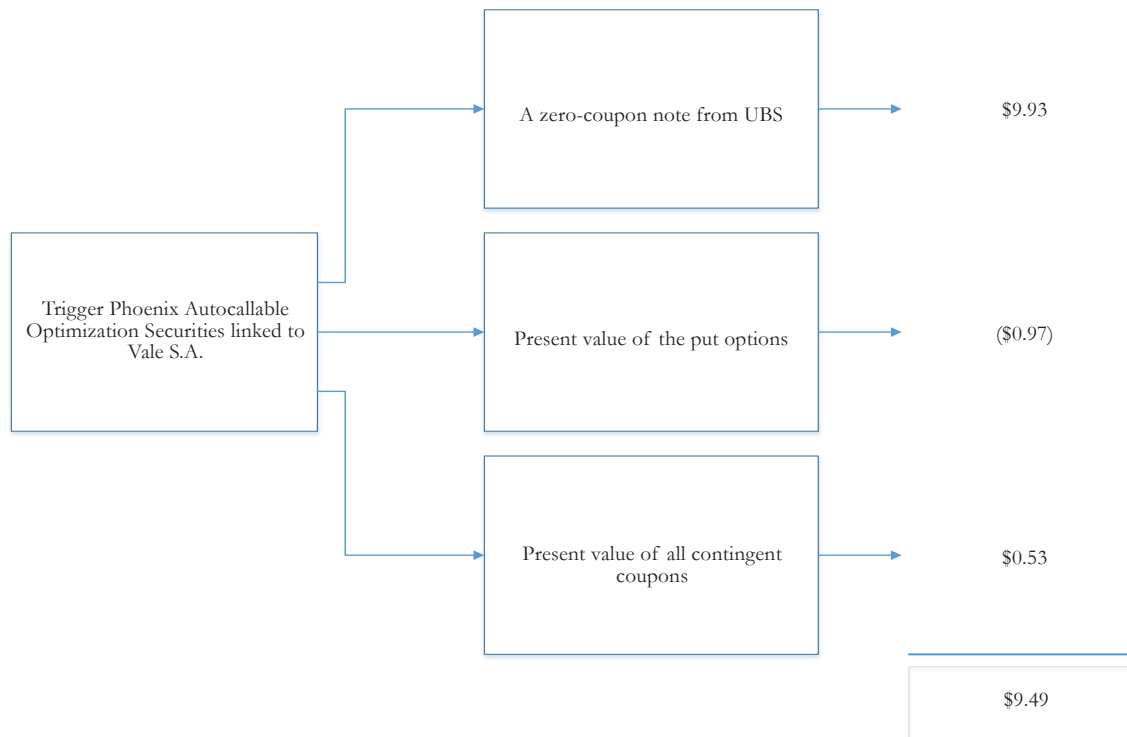 A zero-coupon note from UBS
$9.93
Trigger Phoenix Autocallable
Optimization Securities linked to
Vale S.A.
Present value of the put options
($0.97)
Present value of all contingent
coupons
$0.53
$9.49